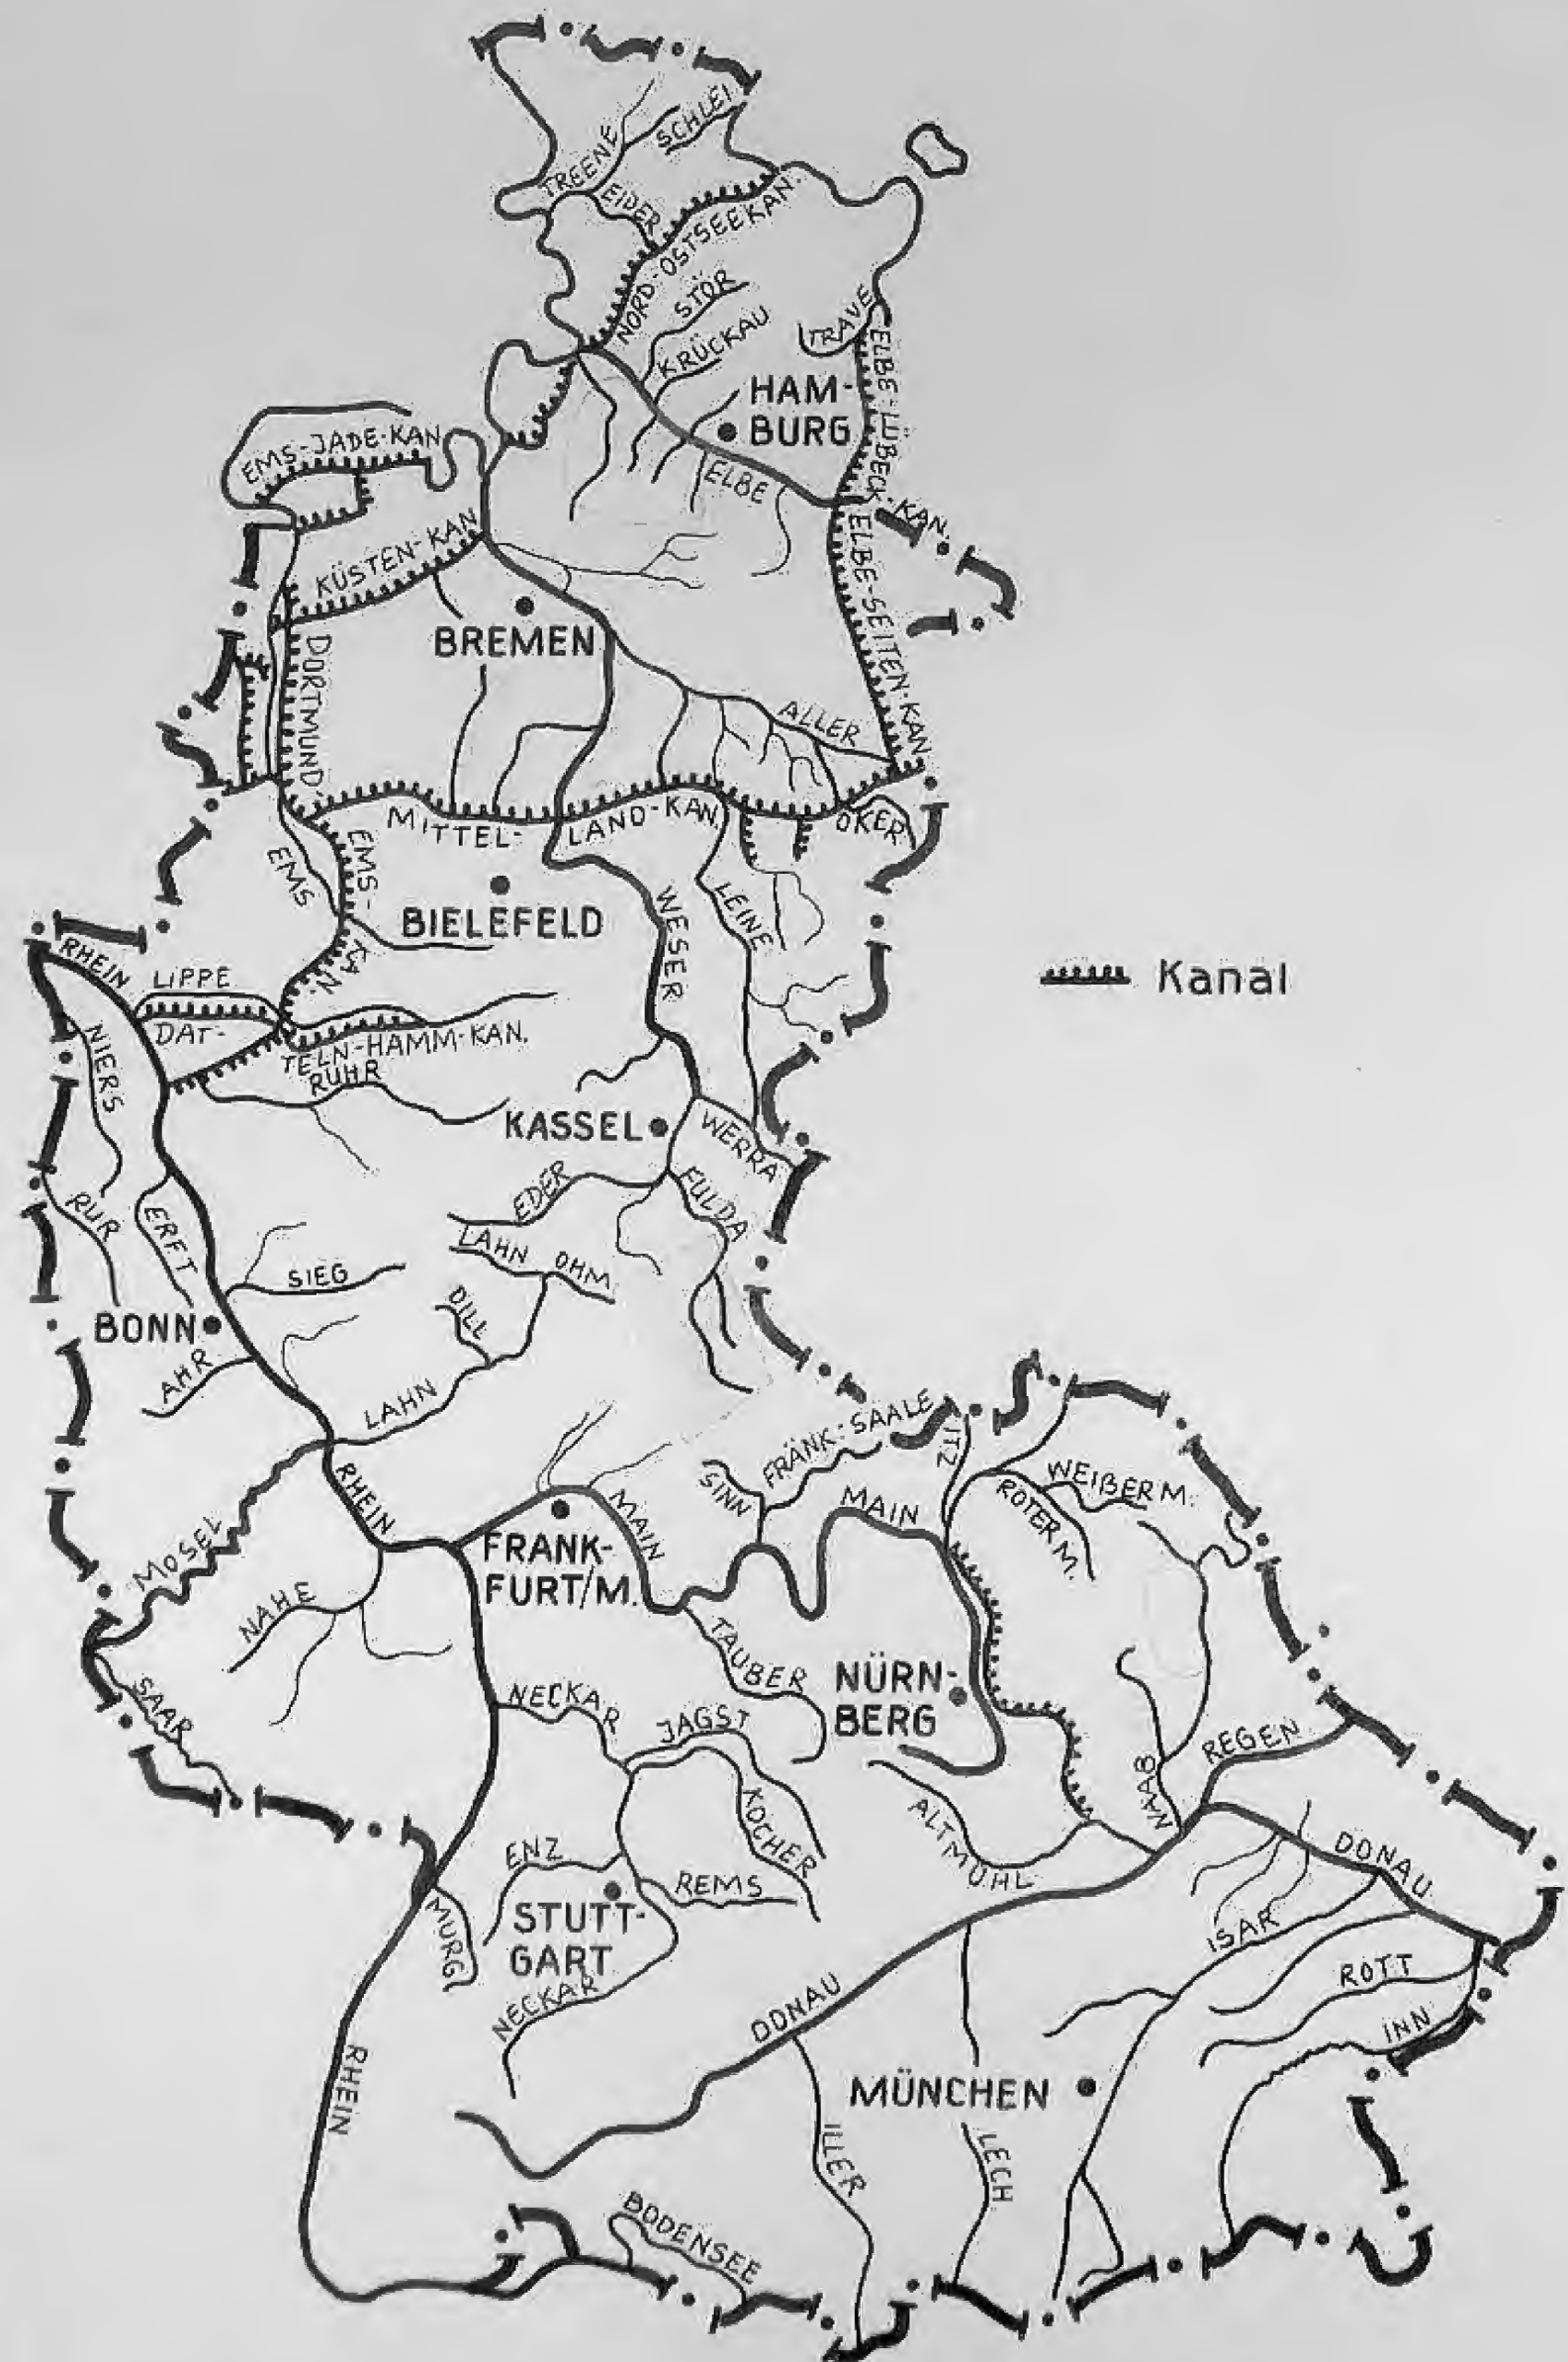 TREENE
SCHLEI
EIDER
NORD-OSTSEEKAN.
STÖR
KRÜCKAU
TRAVE
ELBE-LÜBECK-KAN.
HAM-
BURG
EMS-JADE-KAN
ELBE
KÜSTEN-KAN
ELBE-SEITEN-KAN.
BREMEN
DORTMUND-
ALLER
MITTEL-
LAND-KAN.
OKER
EMS
EMS-
KAN.
BIELEFELD
WESER
LEINE
RHEIN
LIPPE
DAT-
TELN-HAMM-KAN.
Kanal
NIERS
RUHR
KASSEL
WERRA
RUR
ERFT
EDER
FULDA
LAHN
OHM
SIEG
DILL
BONN
AHR
LAHN
FRÄNK.-SAALE
ITZ
SINN
RHEIN
MAIN
MAIN
WEIßER M.
ROTER M.
MOSEL
FRANK-
FURT/M.
NAHE
TAUBER
NÜRN-
BERG
SAAR
NECKAR
JAGST
REGEN
NAAB
KOCHER
ALTMÜHL
ENZ
DONAU
REMS
STUTT-
GART
MURG
ISAR
NECKAR
ROTT
DONAU
INN
RHEIN
MÜNCHEN
ILLER
LECH
BODENSEE